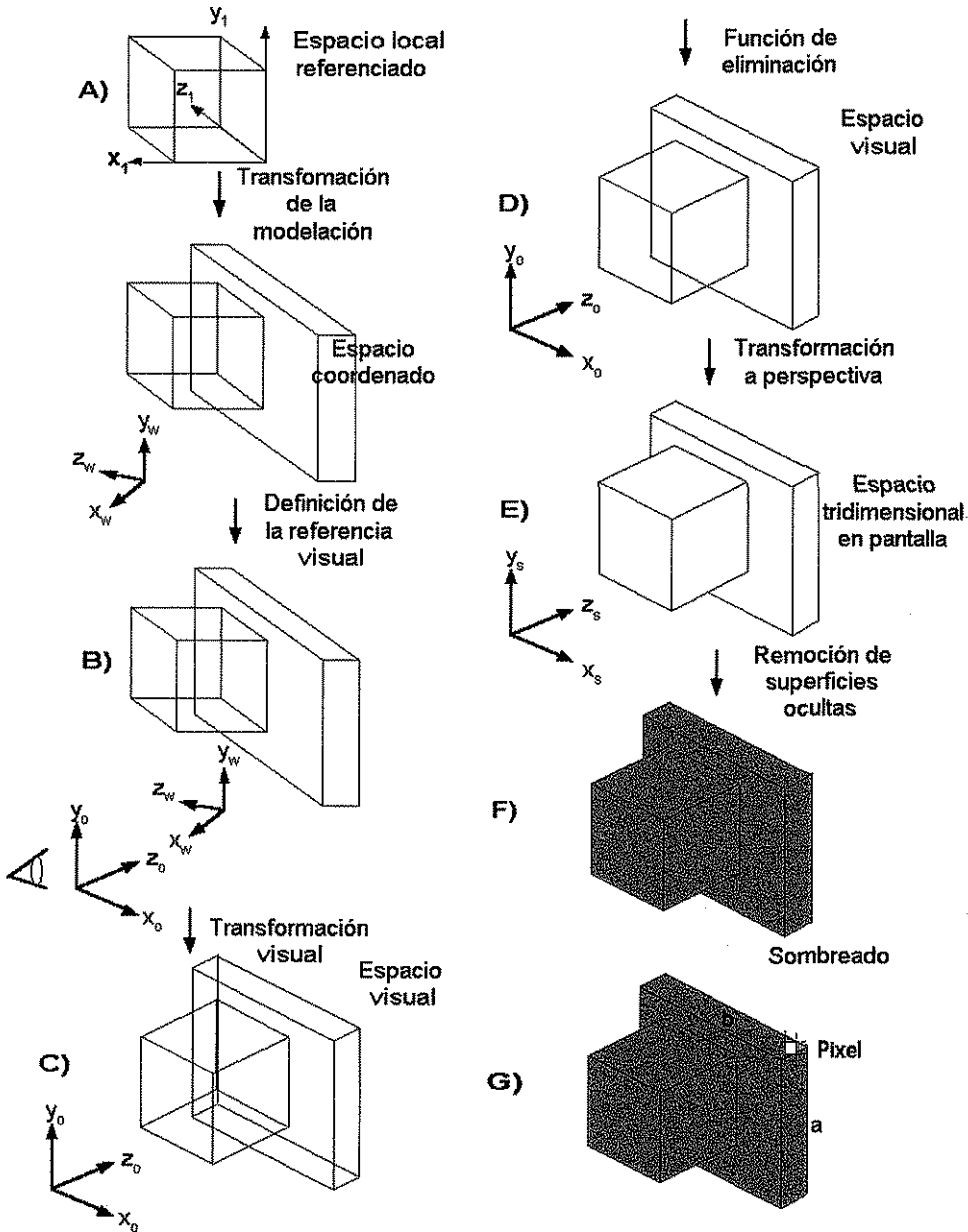 y1
Espacio local
referenciado
A)
z1
x1
Transfomación
de la
modelación
Espacio
coordenado
yw
zw
xw
Definición de
la referencia
visual
B)
yw
zw
xw
yo
zo
xo
Transformación
visual
Espacio
visual
C)
yo
zo
xo
Función de
eliminación
Espacio
visual
D)
yo
zo
xo
Transformación
a perspectiva
Espacio
tridimensional
en pantalla
E)
ys
zs
xs
Remoción de
superficies
ocultas
F)
Sombreado
b
Pixel
G)
a